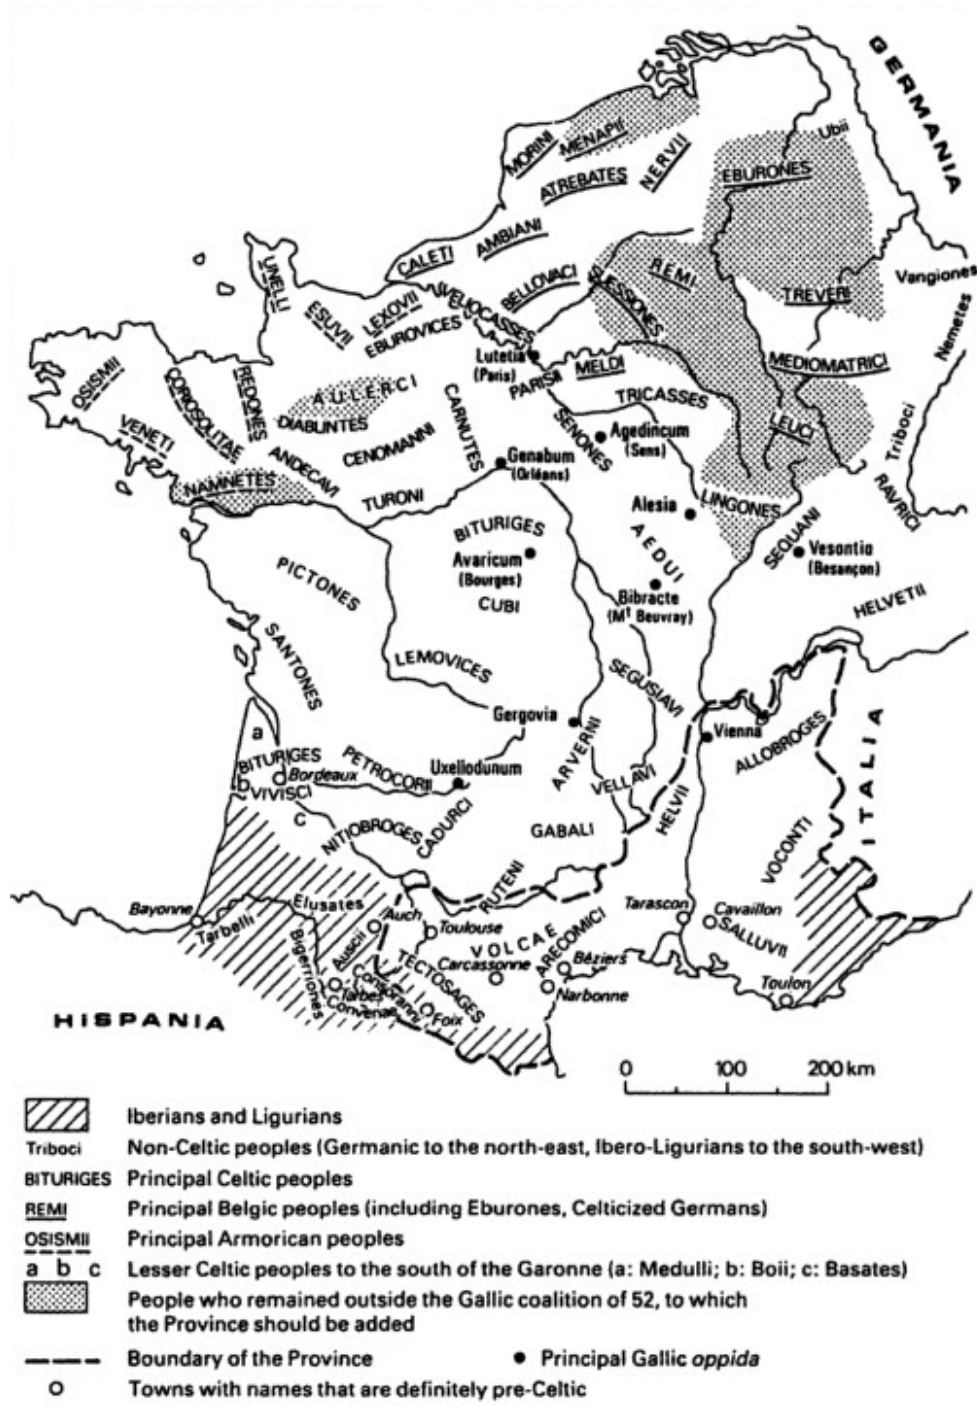 GERMANIA
MORINI
MENAPII
NERVII
Ubii
EBURONES
ATREBATES
AMBIANI
CALETI
REMI
Vangiones
UNELLI
BELLOVACI
SUESSIONES
TREVERI
ESUVII
LEXOVII
VELIOCASSES
EBUROVICES
Nemetes
Lutetia
(Paris)
MEDIOMATRICI
OSISMII
CORIOSOLITAE
REDONES
AULERCI
PARISII
MELDI
TRICASSES
VENETI
DIABLINTES
CARNUTES
SENONES
LEUCI
Triboci
CENOMANNI
Agedincum
(Sens)
ANDECAVI
Genabum
(Orléans)
NAMNETES
TURONI
LINGONES
RAVRICI
Alesia
BITURIGES
AEDUI
SEQUANI
Avaricum
(Bourges)
Vesontio
(Besançon)
PICTONES
CUBI
Bibracte
(Mt Beuvray)
HELVETII
SANTONES
LEMOVICES
SEGUSIAVI
Gergovia
Vienna
ALLOBROGES
ITALIA
a
BITURIGES
Bordeaux
PETROCORII
Uxellodunum
ARVERNI
b
VIVISCI
VELLAVI
HELVII
c
NITIOBROGES
CADURCI
GABALI
VOCONTI
RUTENI
Elusates
Bayonne
Tarbelli
Auch
Toulouse
Tarascon
Cavaillon
Auscii
VOLCAE
ARECOMICI
SALLUVII
Bigerriones
TECTOSAGES
Carcassonne
Béziers
Consoranni
Tarbes
Narbonne
Toulon
Convenae
Foix
HISPANIA
0 100 200 km
Iberians and Ligurians
Triboci Non-Celtic peoples (Germanic to the north-east, Ibero-Ligurians to the south-west)
BITURIGES Principal Celtic peoples
REMI Principal Belgic peoples (including Eburones, Celticized Germans)
OSISMII Principal Armorican peoples
a b c Lesser Celtic peoples to the south of the Garonne (a: Medulli; b: Boii; c: Basates)
People who remained outside the Gallic coalition of 52, to which
the Province should be added
Boundary of the Province
Principal Gallic oppida
Towns with names that are definitely pre-Celtic